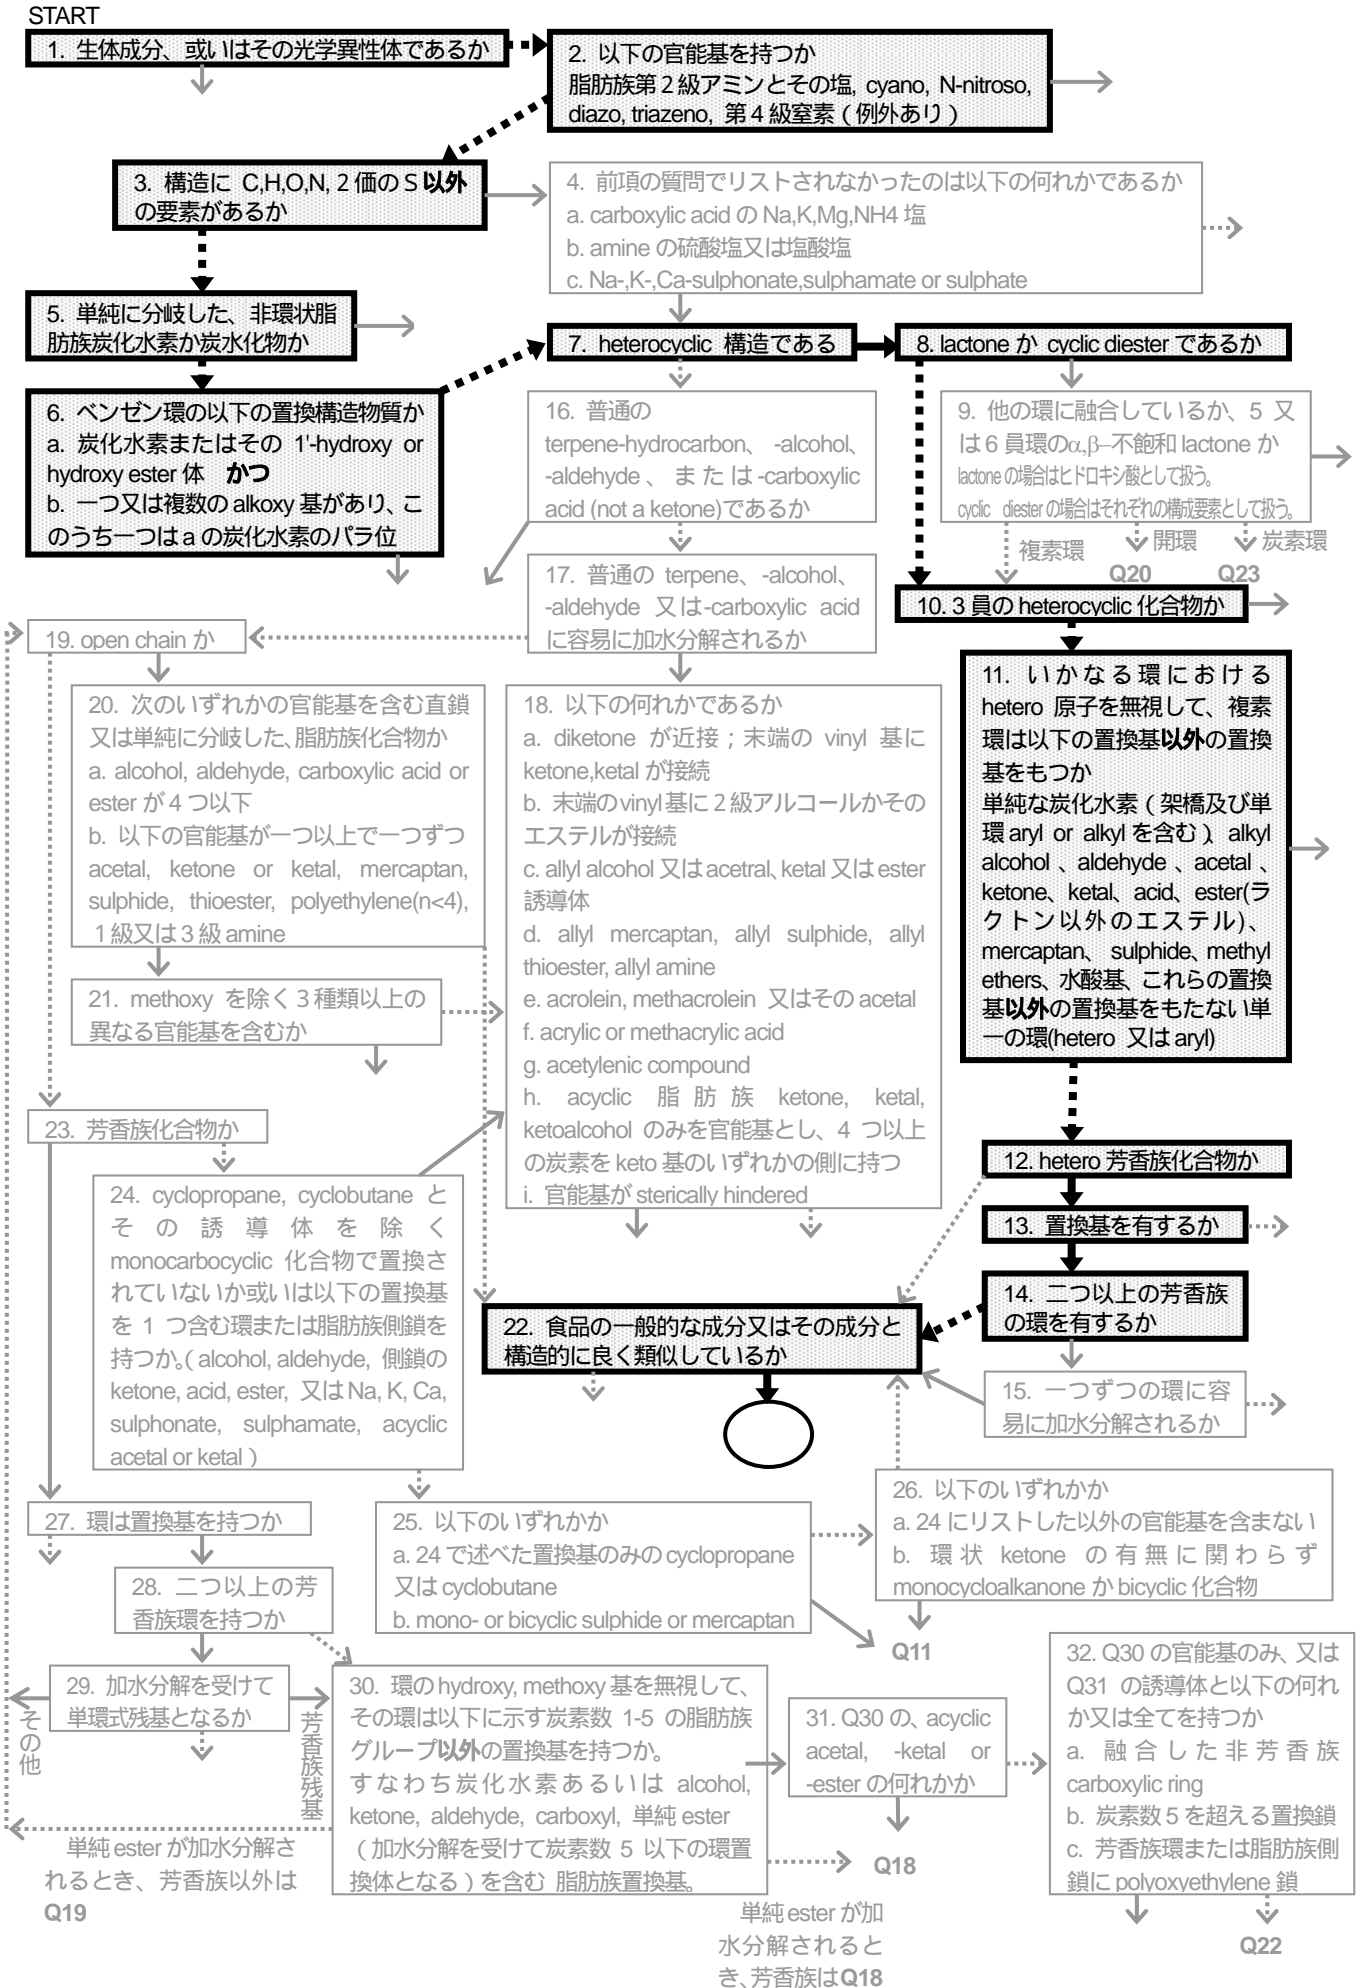 START
1. 生体成分、或いはその光学異性体であるか
2. 以下の官能基を持つか
脂肪族第2級アミンとその塩, cyano, N-nitroso,
diazo, triazeno, 第4級窒素(例外あり)
3. 構造に C,H,O,N, 2価のS以外
の要素があるか
4. 前項の質問でリストされなかったのは以下の何れかであるか
a. carboxylic acid の Na,K,Mg,NH4 塩
b. amine の硫酸塩又は塩酸塩
c. Na-,K-,Ca-sulphonate,sulphamate or sulphate
5. 単純に分岐した、非環状脂
肪族炭化水素か炭水化物か
7. heterocyclic 構造である
8. lactone か cyclic diester であるか
6. ベンゼン環の以下の置換構造物質か
a. 炭化水素またはその 1'-hydroxy or
hydroxy ester 体 かつ
b. 一つ又は複数の alkoxy 基があり、こ
のうち一つは a の炭化水素のパラ位
16. 普通の
terpene-hydrocarbon、 -alcohol、
-aldehyde 、 または -carboxylic
acid (not a ketone)であるか
9. 他の環に融合しているか、5 又
は 6 員環のα,β−不飽和 lactone か
lactone の場合はヒドロキシ酸として扱う。
cyclic diester の場合はそれぞれの構成要素として扱う。
複素環
開環
炭素環
Q20
Q23
17. 普通の terpene、-alcohol、
-aldehyde 又は-carboxylic acid
に容易に加水分解されるか
10. 3 員の heterocyclic 化合物か
19. open chain か
20. 次のいずれかの官能基を含む直鎖
又は単純に分岐した、脂肪族化合物か
a. alcohol, aldehyde, carboxylic acid or
ester が 4 つ以下
b. 以下の官能基が一つ以上で一つずつ
acetal, ketone or ketal, mercaptan,
sulphide, thioester, polyethylene(n<4),
1級又は3級 amine
18. 以下の何れかであるか
a. diketone が近接；末端の vinyl 基に
ketone,ketal が接続
b. 末端の vinyl 基に2級アルコールかその
エステルが接続
c. allyl alcohol 又は acetral, ketal 又は ester
誘導体
d. allyl mercaptan, allyl sulphide, allyl
thioester, allyl amine
e. acrolein, methacrolein 又はその acetal
f. acrylic or methacrylic acid
g. acetylenic compound
h. acyclic 脂肪族 ketone, ketal,
ketoalcohol のみを官能基とし、4 つ以上
の炭素を keto 基のいずれかの側に持つ
i. 官能基が sterically hindered
11. いかなる環における
hetero 原子を無視して、複素
環は以下の置換基以外の置換
基をもつか
単純な炭化水素(架橋及び単
環 aryl or alkyl を含む)、alkyl
alcohol 、aldehyde 、acetal 、
ketone、ketal、acid、ester(ラ
クトン以外のエステル)、
mercaptan、 sulphide、methyl
ethers、水酸基、これらの置換
基以外の置換基をもたない単
一の環(hetero 又は aryl)
21. methoxy を除く3種類以上の
異なる官能基を含むか
23. 芳香族化合物か
12. hetero 芳香族化合物か
13. 置換基を有するか
14. 二つ以上の芳香族
の環を有するか
24. cyclopropane, cyclobutane と
その誘導体を除く
monocarbocyclic 化合物で置換さ
れていないか或いは以下の置換基
を 1 つ含む環または脂肪族側鎖を
持つか。(alcohol, aldehyde, 側鎖の
ketone, acid, ester, 又は Na, K, Ca,
sulphonate, sulphamate, acyclic
acetal or ketal )
22. 食品の一般的な成分又はその成分と
構造的に良く類似しているか
15. 一つずつの環に容
易に加水分解されるか
27. 環は置換基を持つか
25. 以下のいずれかか
a. 24 で述べた置換基のみの cyclopropane
又は cyclobutane
b. mono- or bicyclic sulphide or mercaptan
26. 以下のいずれかか
a. 24 にリストした以外の官能基を含まない
b. 環状 ketone の有無に関わらず
monocycloalkanone か bicyclic 化合物
Q11
28. 二つ以上の芳
香族環を持つか
29. 加水分解を受けて
単環式残基となるか
その他
芳香族残基
30. 環の hydroxy, methoxy 基を無視して、
その環は以下に示す炭素数 1-5 の脂肪族
グループ以外の置換基を持つか。
すなわち炭化水素あるいは alcohol,
ketone, aldehyde, carboxyl, 単純 ester
(加水分解を受けて炭素数 5 以下の環置
換体となる)を含む 脂肪族置換基。
31. Q30 の、acyclic
acetal, -ketal or
-ester の何れかか
32. Q30 の官能基のみ、又は
Q31 の誘導体と以下の何れ
か又は全てを持つか
a. 融合した非芳香族
carboxylic ring
b. 炭素数 5 を超える置換鎖
c. 芳香族環または脂肪族側
鎖に polyoxyethylene 鎖
単純 ester が加水分解さ
れるとき、芳香族以外は
Q19
Q18
単純 ester が加
水分解されると
き、芳香族はQ18
Q22